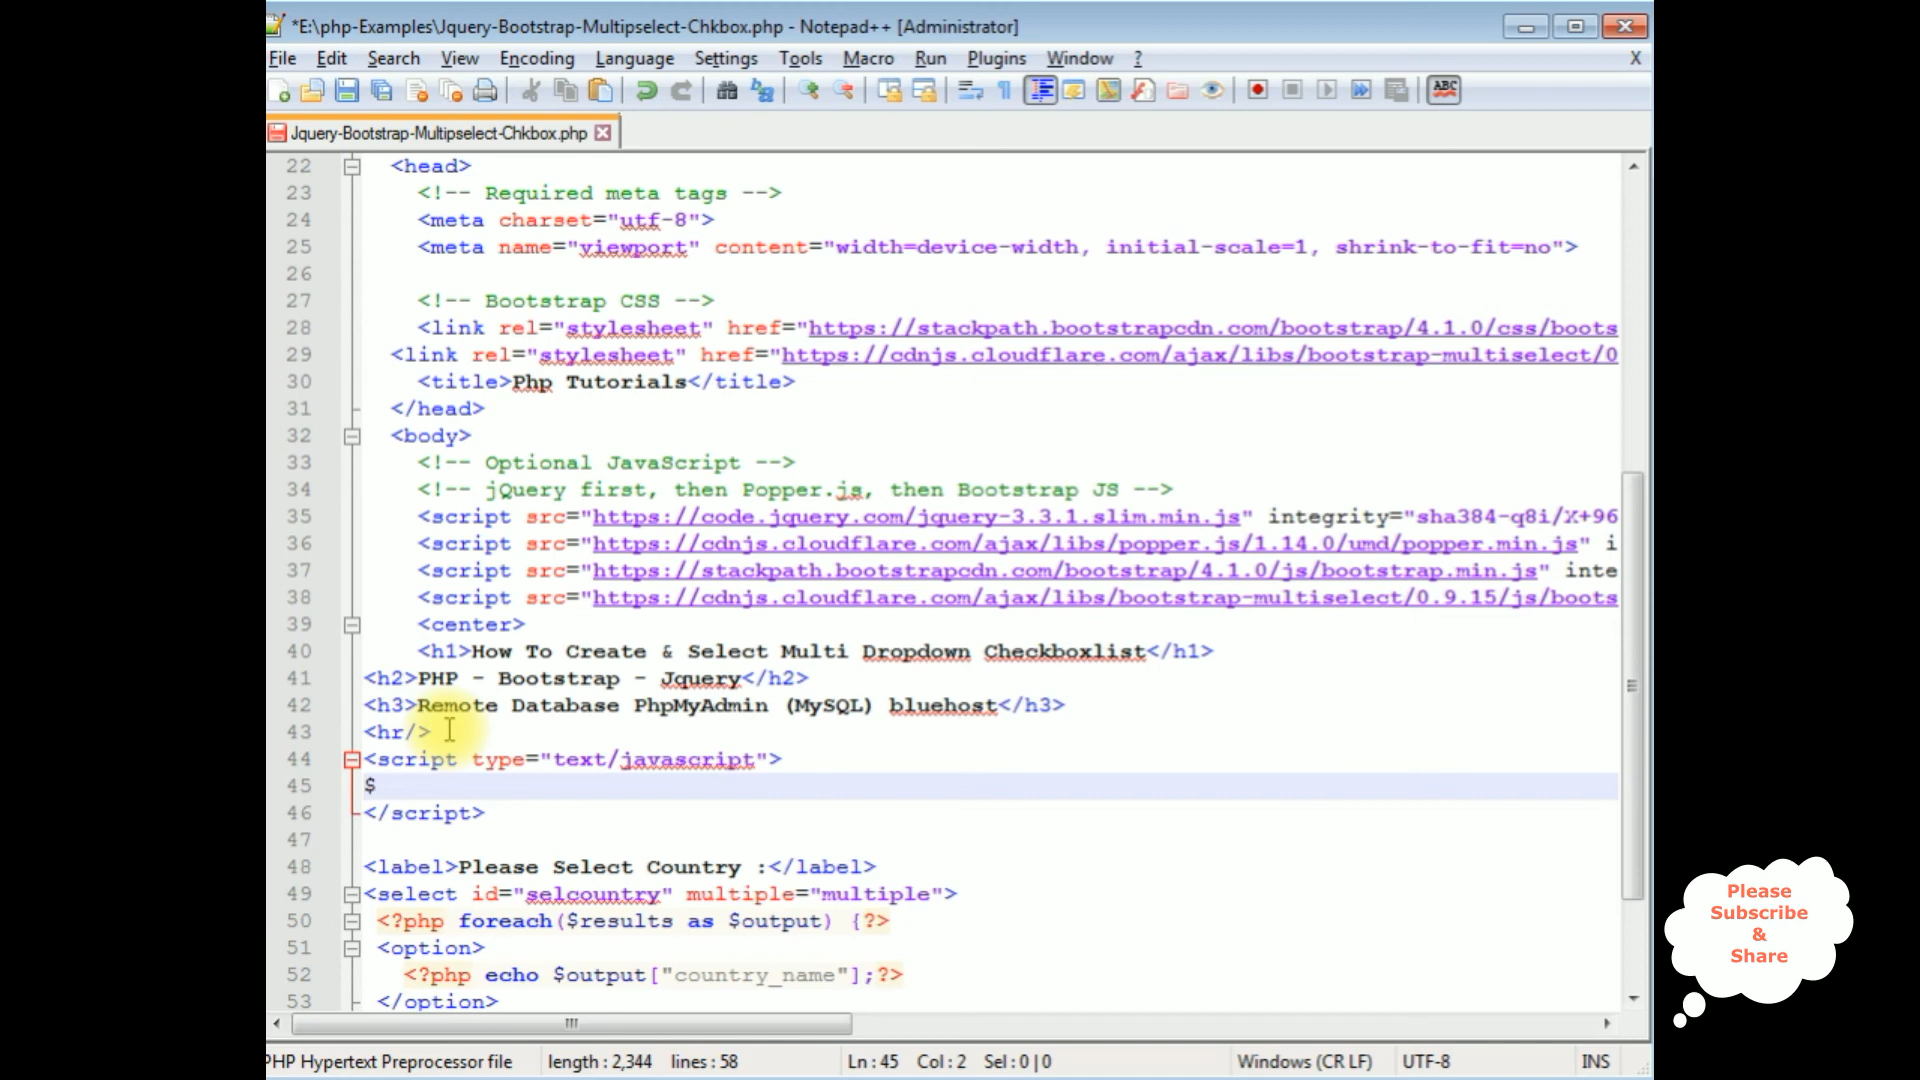 *E:\php-Examples\Jquery-Bootstrap-Multipselect-Chkbox.php - Notepad++ [Administrator]
File Edit Search View Encoding Language Settings Tools Macro Run Plugins Window ? X
ABC
Jquery-Bootstrap-Multipselect-Chkbox.php
22 <head>
23 <!-- Required meta tags -->
24 <meta charset="utf-8">
25 <meta name="viewport" content="width=device-width, initial-scale=1, shrink-to-fit=no">
26
27 <!-- Bootstrap CSS -->
28 <link rel="stylesheet" href="https://stackpath.bootstrapcdn.com/bootstrap/4.1.0/css/boots
29 <link rel="stylesheet" href="https://cdnjs.cloudflare.com/ajax/libs/bootstrap-multiselect/0
30 <title>Php Tutorials</title>
31 </head>
32 <body>
33 <!-- Optional JavaScript -->
34 <!-- jQuery first, then Popper.js, then Bootstrap JS -->
35 <script src="https://code.jquery.com/jquery-3.3.1.slim.min.js" integrity="sha384-q8i/X+96
36 <script src="https://cdnjs.cloudflare.com/ajax/libs/popper.js/1.14.0/umd/popper.min.js" i
37 <script src="https://stackpath.bootstrapcdn.com/bootstrap/4.1.0/js/bootstrap.min.js" inte
38 <script src="https://cdnjs.cloudflare.com/ajax/libs/bootstrap-multiselect/0.9.15/js/boots
39 <center>
40 <h1>How To Create & Select Multi Dropdown Checkboxlist</h1>
41 <h2>PHP - Bootstrap - Jquery</h2>
42 <h3>Remote Database PhpMyAdmin (MySQL) bluehost</h3>
43 <hr/>
44 <script type="text/javascript">
45 $
46 </script>
47
48 <label>Please Select Country :</label>
49 <select id="selcountry" multiple="multiple">
50 <?php foreach($results as $output) {?>
51 <option>
52 <?php echo $output["country_name"];?>
53 </option>
PHP Hypertext Preprocessor file length : 2,344 lines : 58 Ln : 45 Col : 2 Sel : 0 | 0 Windows (CR LF) UTF-8 INS
Please
Subscribe
&
Share